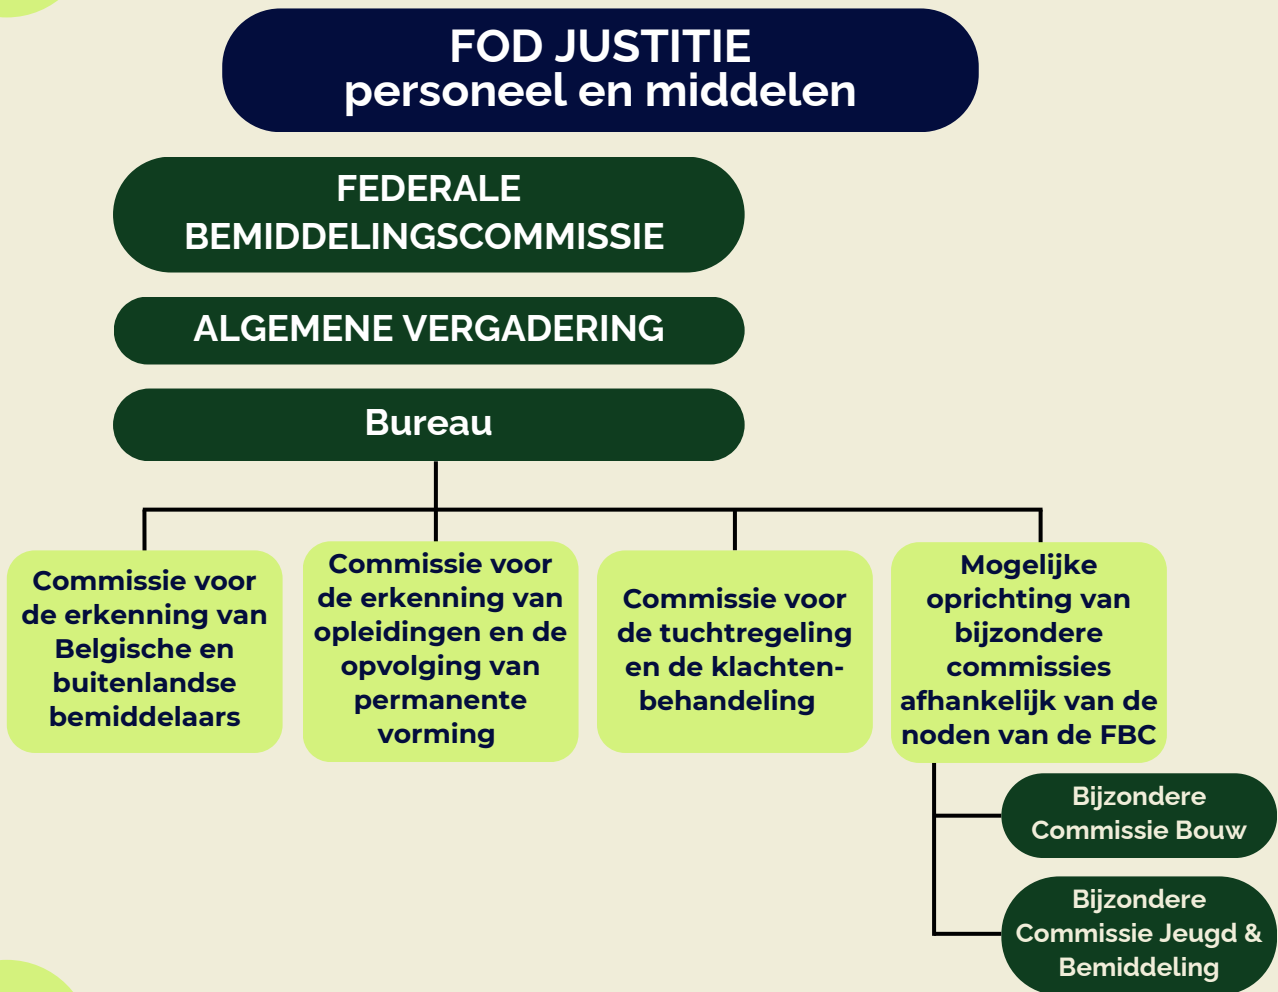 FOD JUSTITIE
personeel en middelen
FEDERALE
BEMIDDELINGSCOMMISSIE
ALGEMENE VERGADERING
Bureau
Commissie voor
de erkenning van
Belgische en
buitenlandse
bemiddelaars
Commissie voor
de erkenning van
opleidingen en de
opvolging van
permanente
vorming
Commissie voor
de tuchtregeling
en de klachten-
behandeling
Mogelijke
oprichting van
bijzondere
commissies
afhankelijk van de
noden van de FBC
Bijzondere
Commissie Bouw
Bijzondere
Commissie Jeugd &
Bemiddeling